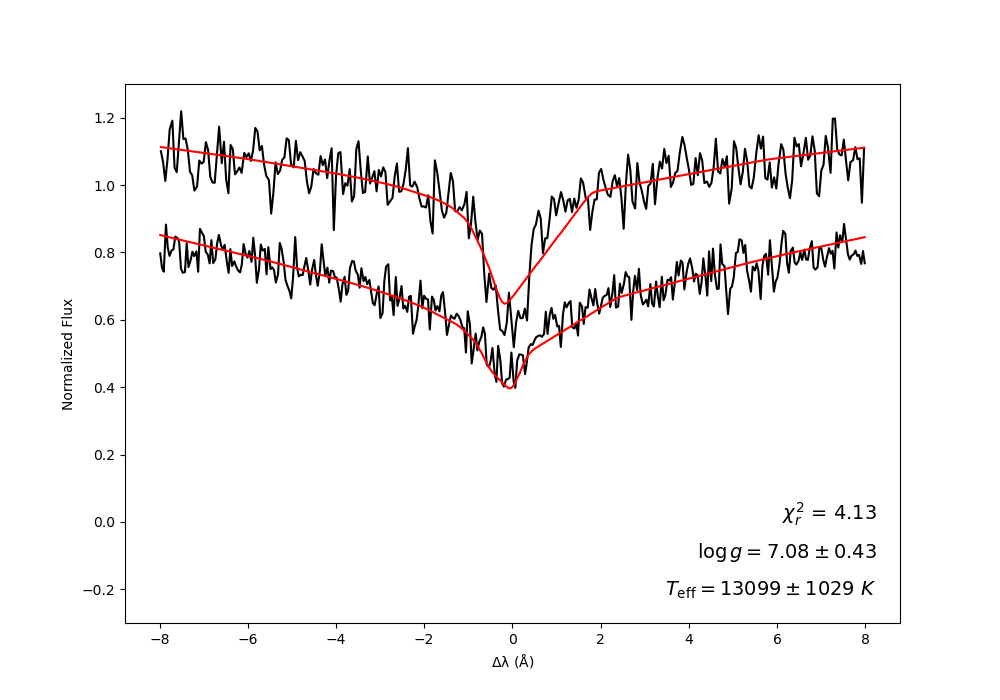 1.2
1.0
0.8
0.6
0.4
0.2
0.0
−0.2
Normalized Flux
χ²ᵣ = 4.13
log g = 7.08 ± 0.43
T_eff = 13099 ± 1029 K
−8 −6 −4 −2 0 2 4 6 8
Δλ (Å)